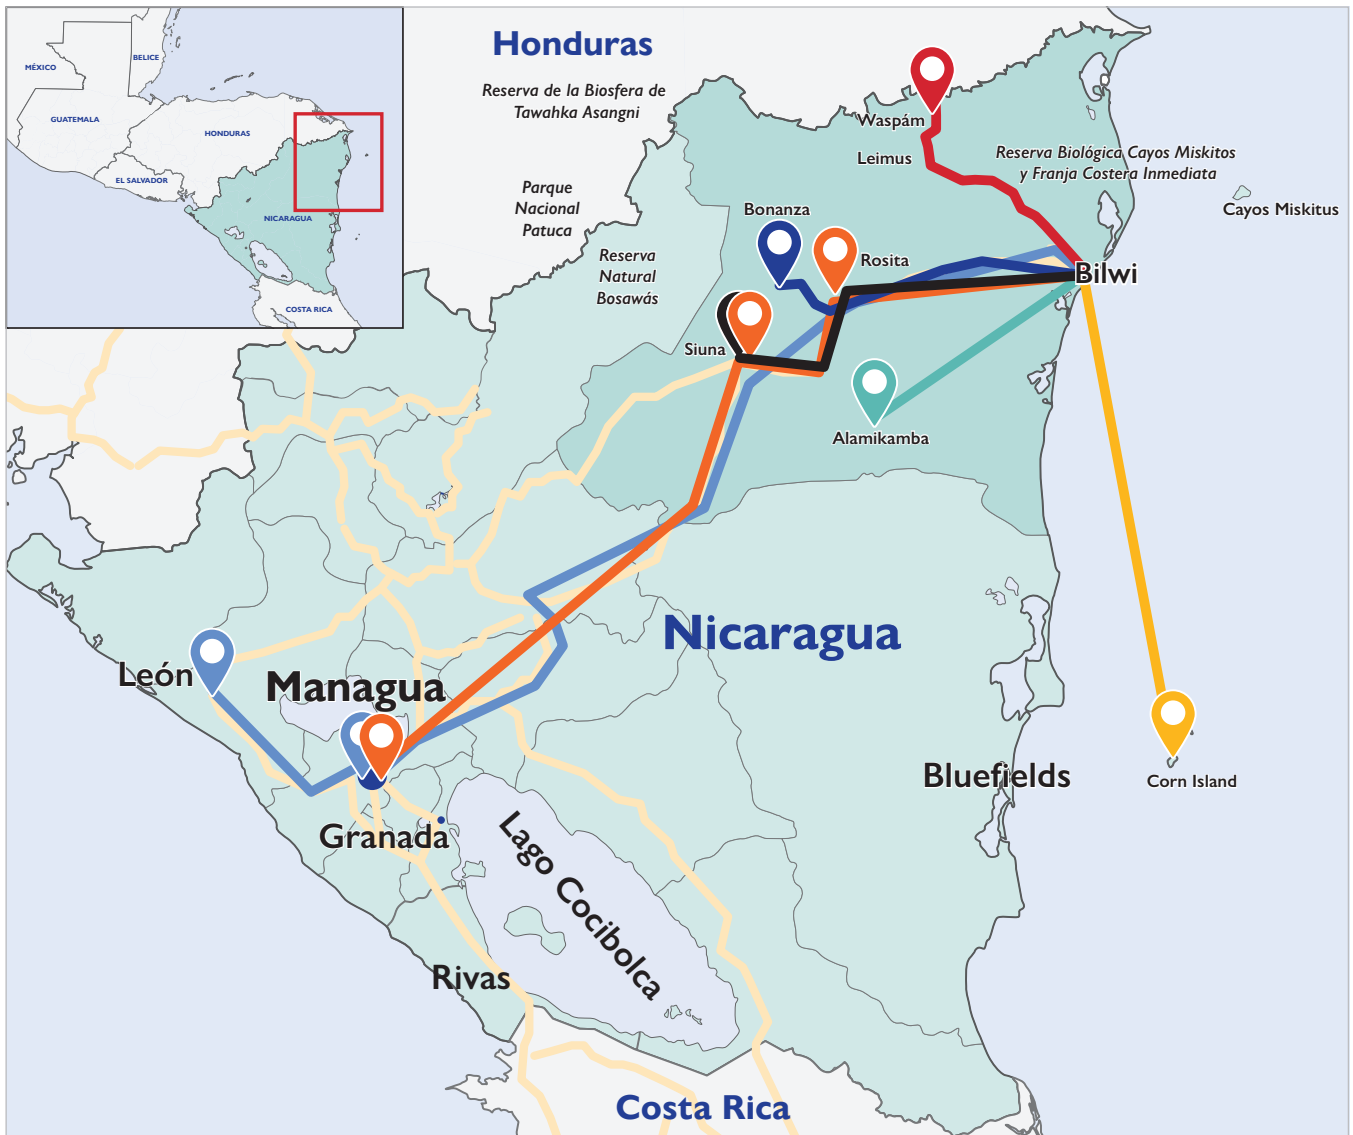 MÉXICO
BELICE
GUATEMALA
HONDURAS
EL SALVADOR
NICARAGUA
COSTA RICA
Honduras
Reserva de la Biosfera de
Tawahka Asangni
Parque
Nacional
Patuca
Reserva
Natural
Bosawás
Waspám
Leimus
Reserva Biológica Cayos Miskitos
y Franja Costera Inmediata
Cayos Miskitus
Bonanza
Rosita
Bilwi
Siuna
Alamikamba
Nicaragua
León
Managua
Granada
Lago Cocibolca
Bluefields
Corn Island
Rivas
Costa Rica